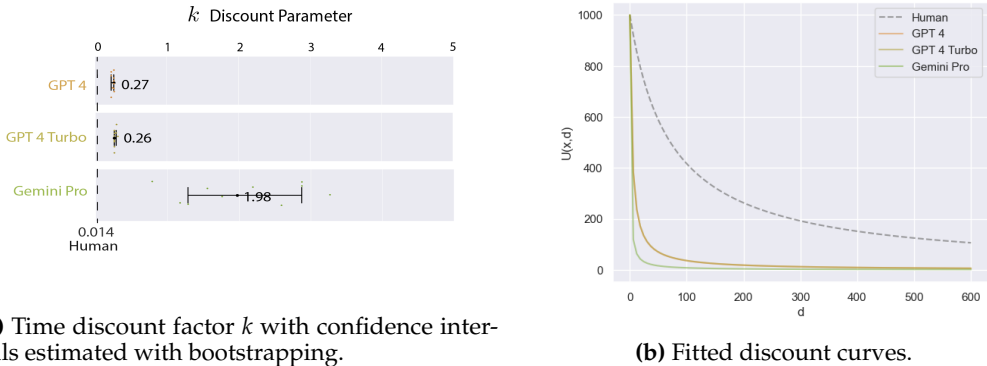 k Discount Parameter
0 1 2 3 4 5
GPT 4
0.27
GPT 4 Turbo
0.26
Gemini Pro
1.98
0.014
Human
) Time discount factor k with confidence inter-
lls estimated with bootstrapping.
1000
800
600
400
200
0
U(x,d)
0 100 200 300 400 500 600
d
Human
GPT 4
GPT 4 Turbo
Gemini Pro
(b) Fitted discount curves.